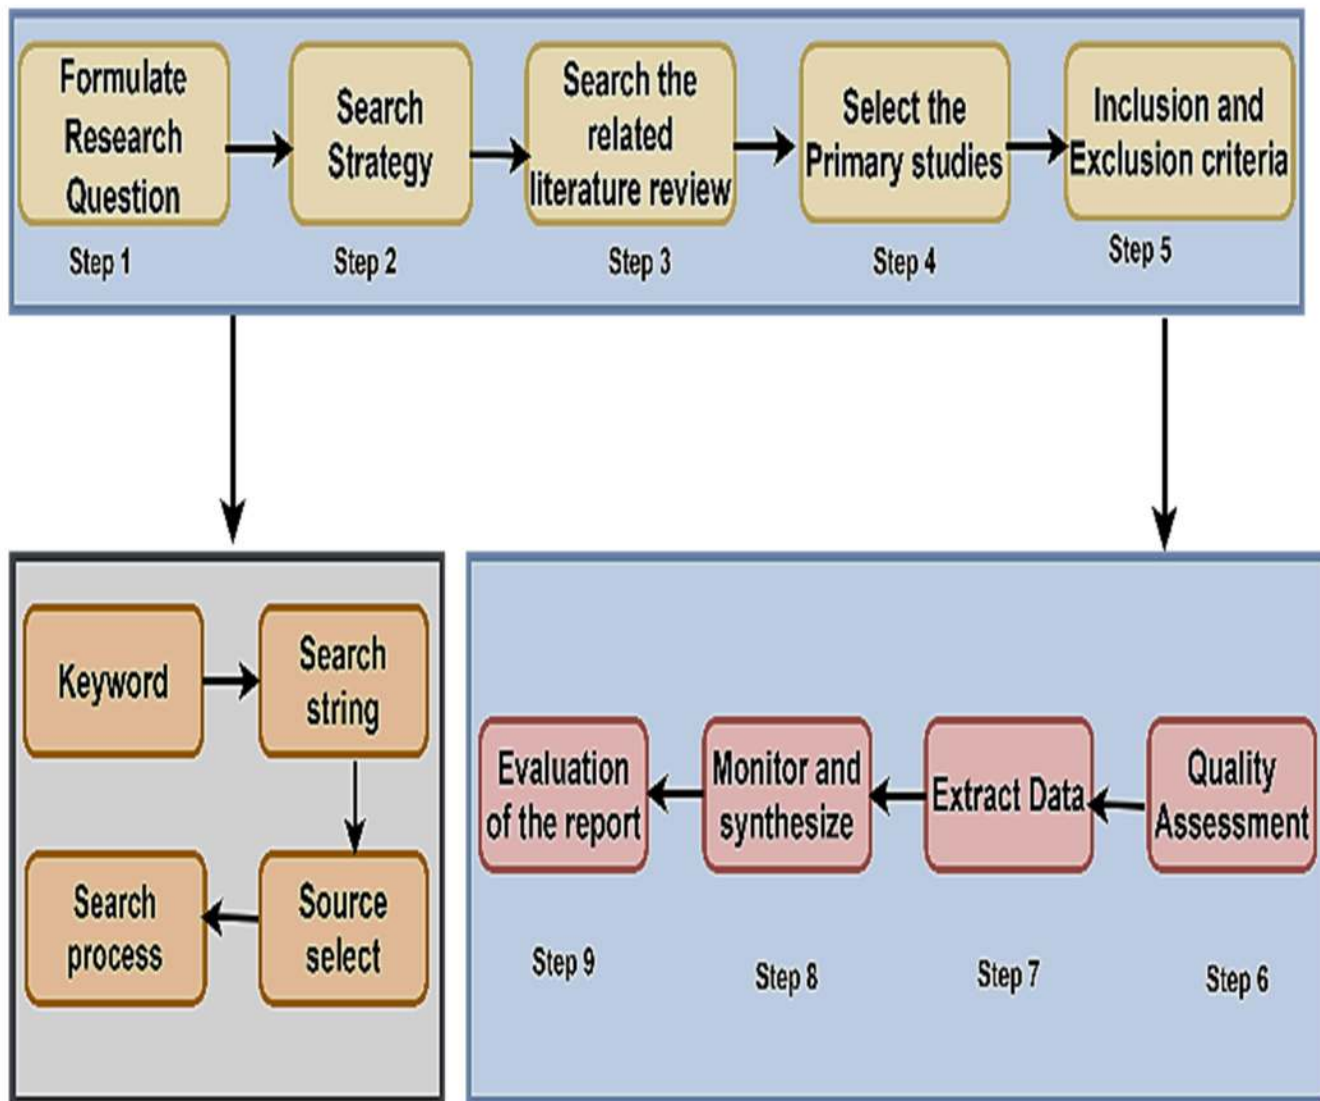 Formulate
Research
Question
Step 1
Search
Strategy
Step 2
Search the
related
literature review
Step 3
Select the
Primary studies
Step 4
Inclusion and
Exclusion criteria
Step 5
Keyword
Search
string
Source
select
Search
process
Quality
Assessment
Step 6
Extract Data
Step 7
Monitor and
synthesize
Step 8
Evaluation
of the report
Step 9